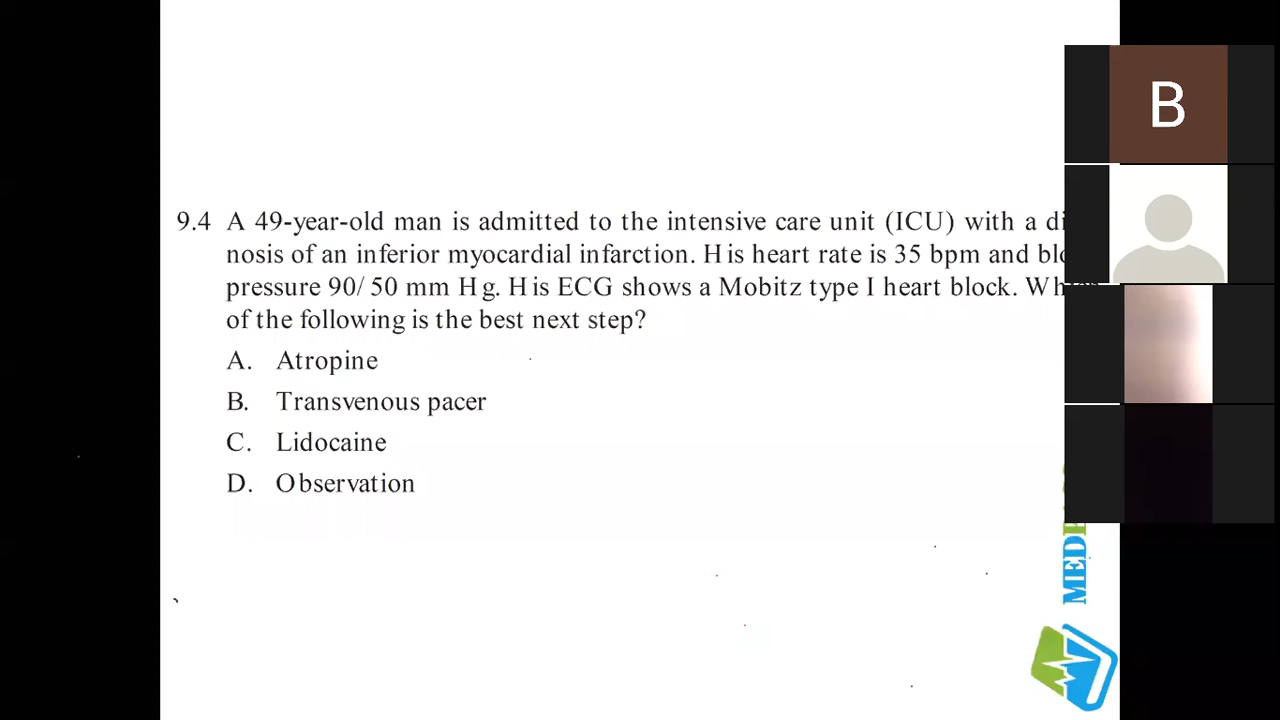 B
9.4 A 49-year-old man is admitted to the intensive care unit (ICU) with a
nosis of an inferior myocardial infarction. His heart rate is 35 bpm and
pressure 90/50 mm Hg. His ECG shows a Mobitz type I heart block.
of the following is the best next step?
A. Atropine
B. Transvenous pacer
C. Lidocaine
D. Observation
MED